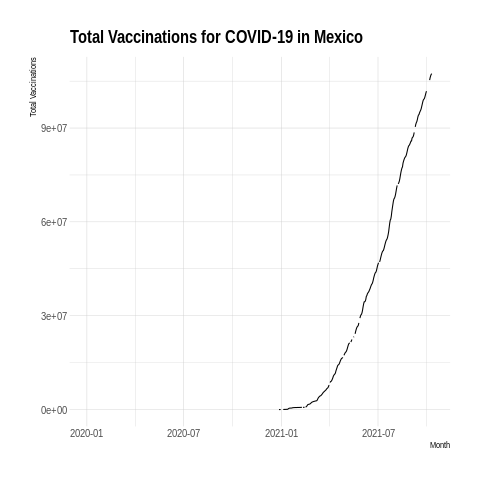 Total Vaccinations for COVID-19 in Mexico
Total Vaccinations
9e+07
6e+07
3e+07
0e+00
2020-01 2020-07 2021-01 2021-07
Month